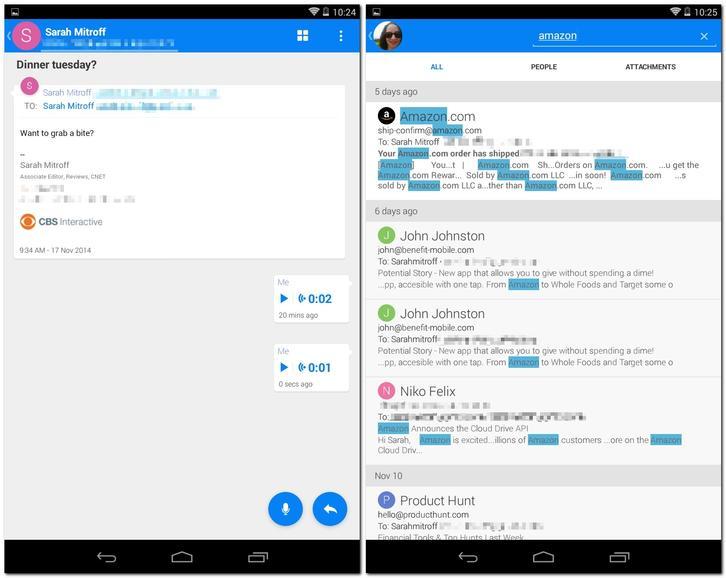 10:24
S Sarah Mitroff
Dinner tuesday?
S
Sarah Mitroff
TO: Sarah Mitroff
Want to grab a bite?
--
Sarah Mitroff
Associate Editor, Reviews, CNET
CBS Interactive
9:34 AM - 17 Nov 2014
Me
0:02
20 mins ago
Me
0:01
0 secs ago
10:25
amazon
ALL PEOPLE ATTACHMENTS
5 days ago
a Amazon.com
ship-confirm@amazon.com
To: Sarah Mitroff
Your Amazon.com order has shipped
[Amazon] You...t | Amazon.com Sh...Orders on Amazon.com. ...u get the
Amazon.com Rewar... Sold by Amazon.com LLC ...in soon! Amazon.com ...s
sold by Amazon.com LLC a...ther than Amazon.com LLC, ...
6 days ago
J John Johnston
john@benefit-mobile.com
To: Sarahmitroff
Potential Story - New app that allows you to give without spending a dime!
...pp, accesible with one tap. From Amazon to Whole Foods and Target some o
J John Johnston
john@benefit-mobile.com
To: Sarahmitroff
Potential Story - New app that allows you to give without spending a dime!
...pp, accesible with one tap. From Amazon to Whole Foods and Target some o
N Niko Felix
To:
Amazon Announces the Cloud Drive API
Hi Sarah, Amazon is excited...illions of Amazon customers ...ore on the Amazon
Cloud Driv...
Nov 10
P Product Hunt
hello@producthunt.com
To: Sarahmitroff
Financial Tools & Top Hunts Last Week